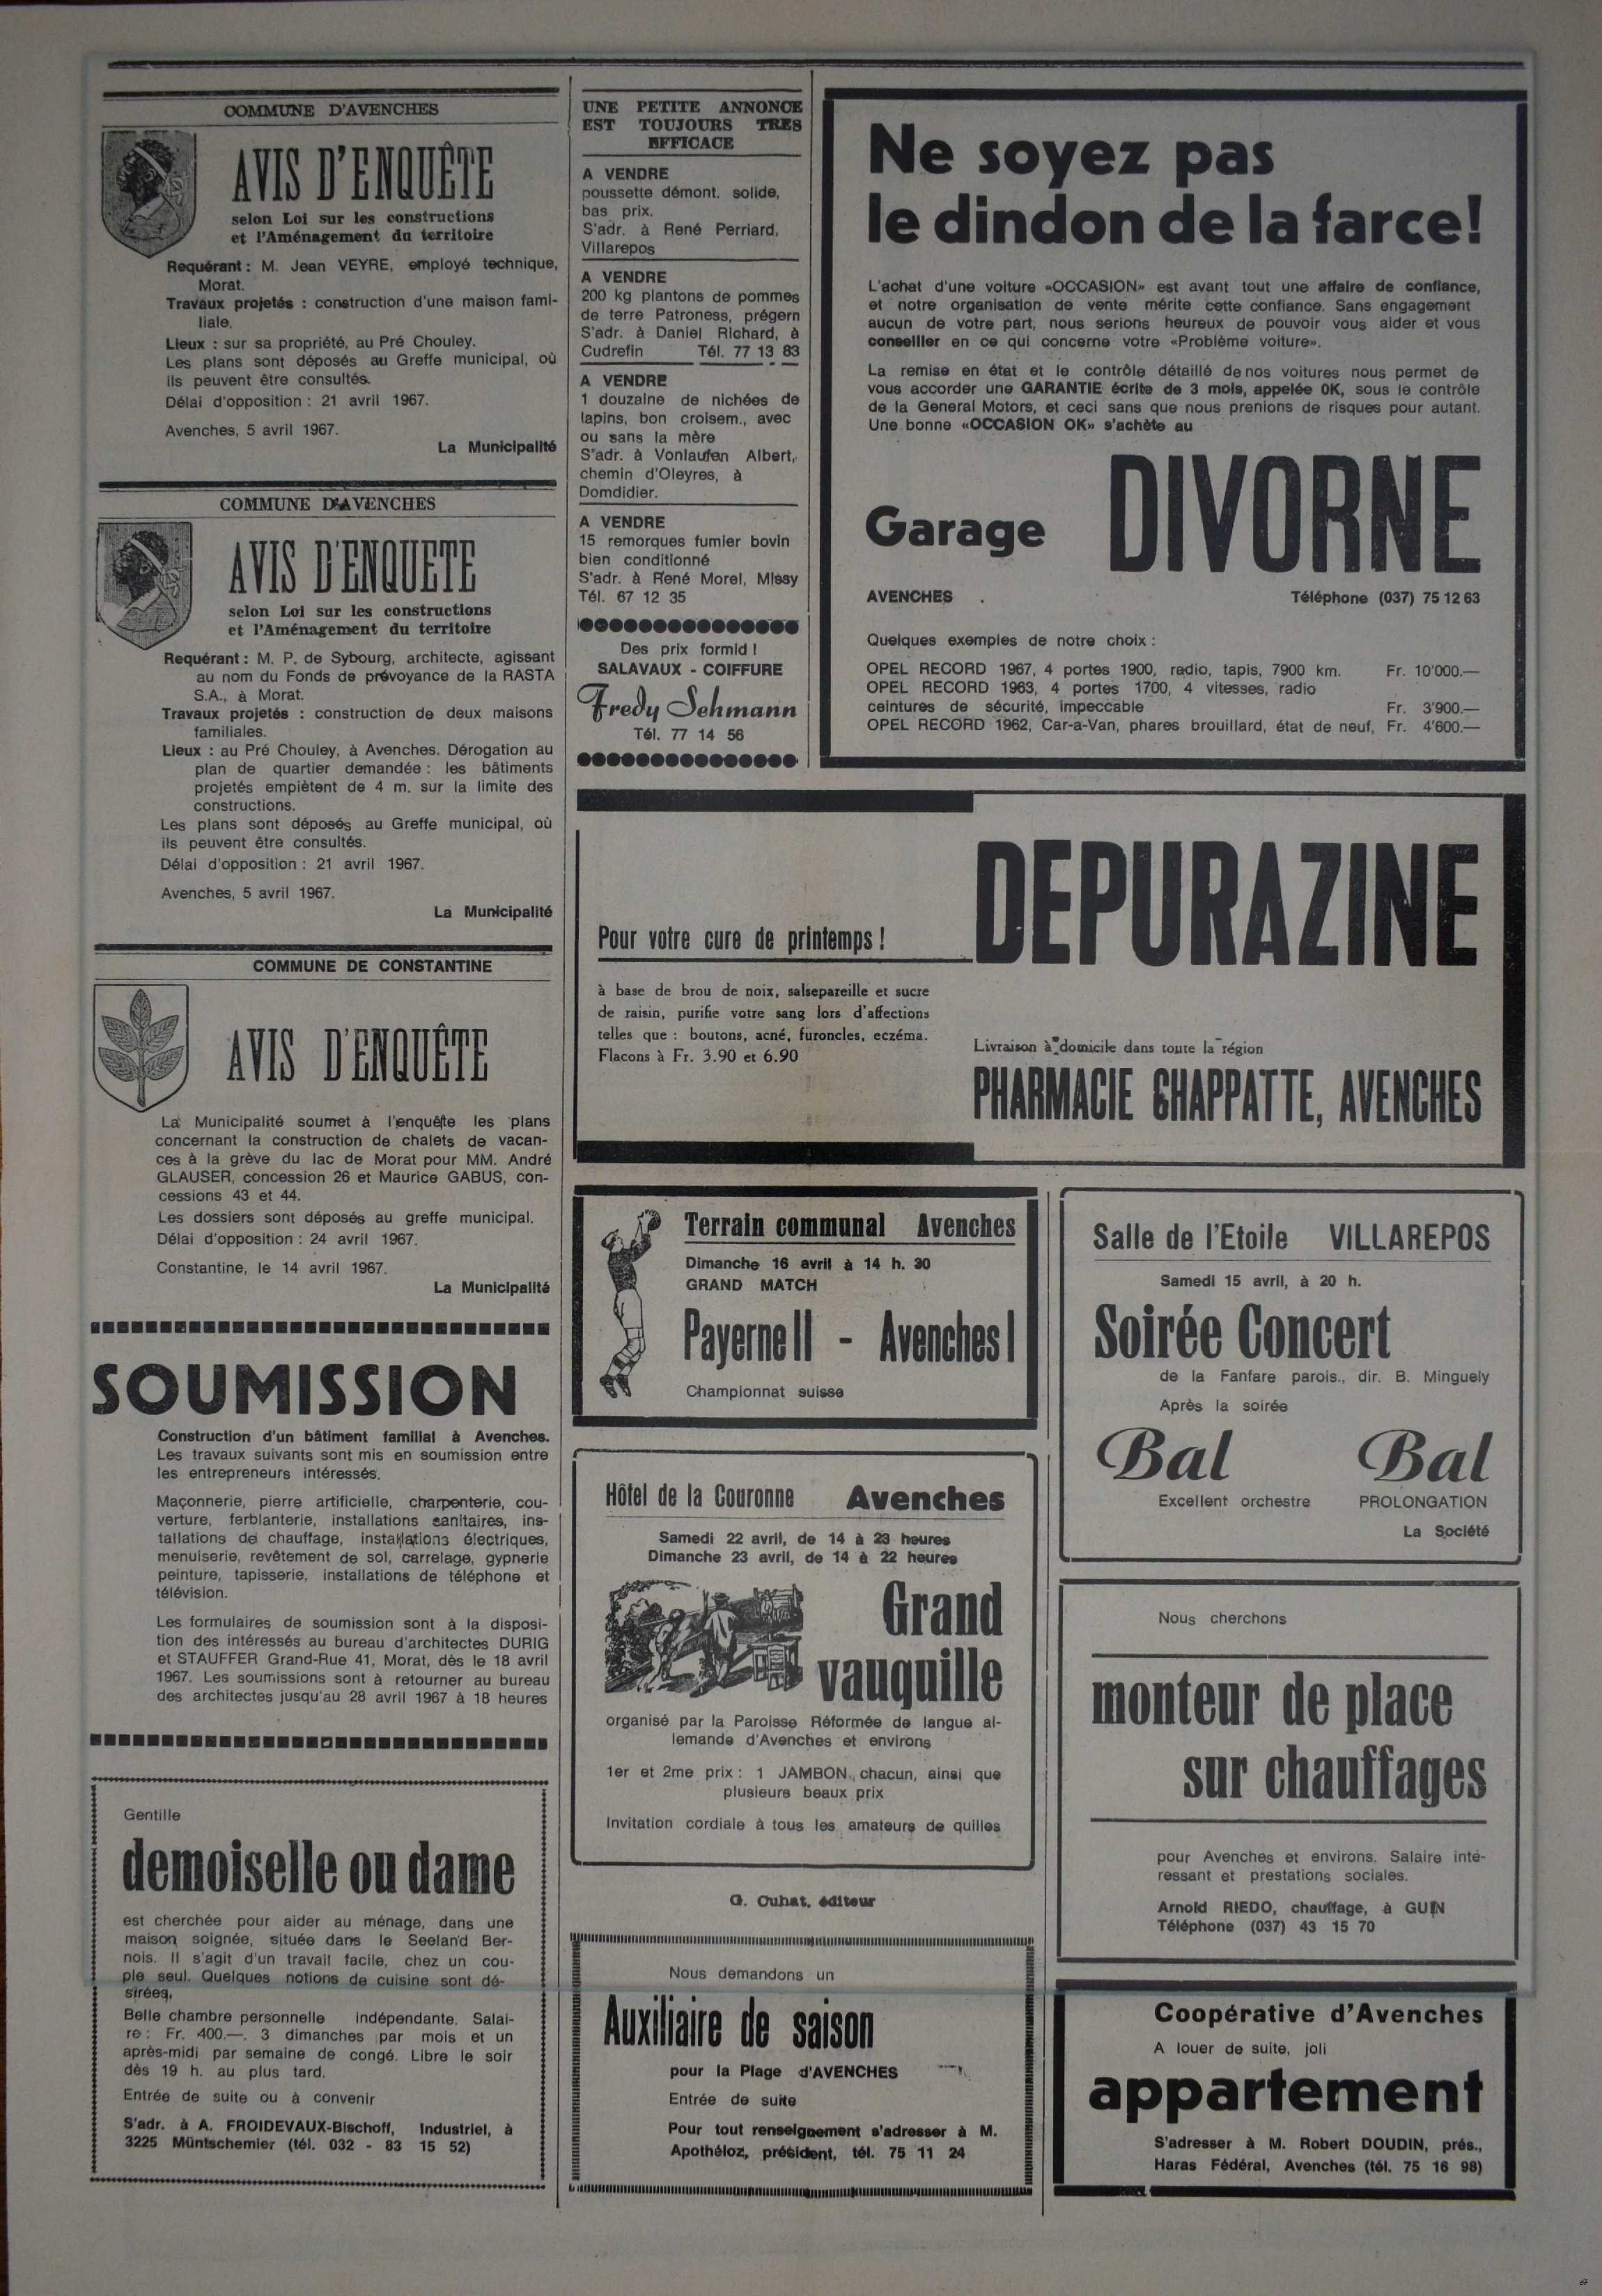 COMMUNE D'AVENCHES
AVIS D'ENQUÊTE
selon Loi sur les constructions
et l'Aménagement du territoire
Requérant : M. Jean VEYRE, employé technique,
Morat.
Travaux projetés : construction d'une maison fami-
liale.
Lieux : sur sa propriété, au Pré Chouley.
Les plans sont déposés au Greffe municipal, où
ils peuvent être consultés.
Délai d'opposition : 21 avril 1967.
Avenches, 5 avril 1967.
La Municipalité
COMMUNE D'AVENCHES
AVIS D'ENQUETE
selon Loi sur les constructions
et l'Aménagement du territoire
Requérant : M. P. de Sybourg, architecte, agissant
au nom du Fonds de prévoyance de la RASTA
S.A., à Morat.
Travaux projetés : construction de deux maisons
familiales.
Lieux : au Pré Chouley, à Avenches. Dérogation au
plan de quartier demandée : les bâtiments
projetés empiètent de 4 m. sur la limite des
constructions.
Les plans sont déposés au Greffe municipal, où
ils peuvent être consultés.
Délai d'opposition : 21 avril 1967.
Avenches, 5 avril 1967.
La Municipalité
COMMUNE DE CONSTANTINE
AVIS D'ENQUÊTE
La Municipalité soumet à l'enquête les plans
concernant la construction de chalets de vacan-
ces à la grève du lac de Morat pour MM. André
GLAUSER, concession 26 et Maurice GABUS, con-
cessions 43 et 44.
Les dossiers sont déposés au greffe municipal.
Délai d'opposition : 24 avril 1967.
Constantine, le 14 avril 1967.
La Municipalité
SOUMISSION
Construction d'un bâtiment familial à Avenches.
Les travaux suivants sont mis en soumission entre
les entrepreneurs intéressés.
Maçonnerie, pierre artificielle, charpenterie, cou-
verture, ferblanterie, installations sanitaires, ins-
tallations de chauffage, installations électriques,
menuiserie, revêtement de sol, carrelage, gypnerie
peinture, tapisserie, installations de téléphone et
télévision.
Les formulaires de soumission sont à la disposi-
tion des intéressés au bureau d'architectes DURIG
et STAUFFER Grand-Rue 41, Morat, dès le 18 avril
1967. Les soumissions sont à retourner au bureau
des architectes jusqu'au 28 avril 1967 à 18 heures
Gentille
demoiselle ou dame
est cherchée pour aider au ménage, dans une
maison soignée, située dans le Seeland Ber-
nois. Il s'agit d'un travail facile, chez un cou-
ple seul. Quelques notions de cuisine sont dé-
sirées.
Belle chambre personnelle indépendante. Salai-
re : Fr. 400.—. 3 dimanches par mois et un
après-midi par semaine de congé. Libre le soir
dès 19 h. au plus tard.
Entrée de suite ou à convenir
S'adr. à A. FROIDEVAUX-Bischoff, Industriel, à
3225 Müntschemier (tél. 032 - 83 15 52)
UNE PETITE ANNONCE
EST TOUJOURS TRES
EFFICACE
A VENDRE
poussette démont. solide,
bas prix.
S'adr. à René Perriard,
Villarepos
A VENDRE
200 kg plantons de pommes
de terre Patroness, prégern
S'adr. à Daniel Richard, à
Cudrefin Tél. 77 13 83
A VENDRE
1 douzaine de nichées de
lapins, bon croisem., avec
ou sans la mère
S'adr. à Vonlaufen Albert,
chemin d'Oleyres, à
Domdidier.
A VENDRE
15 remorques fumier bovin
bien conditionné
S'adr. à René Morel, Missy
Tél. 67 12 35
Des prix formid !
SALAVAUX - COIFFURE
Fredy Sehmann
Tél. 77 14 56
Ne soyez pas
le dindon de la farce!
L'achat d'une voiture «OCCASION» est avant tout une affaire de confiance,
et notre organisation de vente mérite cette confiance. Sans engagement
aucun de votre part, nous serions heureux de pouvoir vous aider et vous
conseiller en ce qui concerne votre «Problème voiture».
La remise en état et le contrôle détaillé de nos voitures nous permet de
vous accorder une GARANTIE écrite de 3 mois, appelée OK, sous le contrôle
de la General Motors, et ceci sans que nous prenions de risques pour autant.
Une bonne «OCCASION OK» s'achète au
Garage DIVORNE
AVENCHES Téléphone (037) 75 12 63
Quelques exemples de notre choix :
OPEL RECORD 1967, 4 portes 1900, radio, tapis, 7900 km. Fr. 10'000.—
OPEL RECORD 1963, 4 portes 1700, 4 vitesses, radio
ceintures de sécurité, impeccable Fr. 3'900.—
OPEL RECORD 1962, Car-a-Van, phares brouillard, état de neuf, Fr. 4'600.—
DEPURAZINE
Pour votre cure de printemps !
à base de brou de noix, salsepareille et sucre
de raisin, purifie votre sang lors d'affections
telles que : boutons, acné, furoncles, eczéma.
Flacons à Fr. 3.90 et 6.90
Livraison à domicile dans toute la région
PHARMACIE CHAPPATTE, AVENCHES
Terrain communal Avenches
Dimanche 16 avril à 14 h. 30
GRAND MATCH
Payerne II - Avenches I
Championnat suisse
Hôtel de la Couronne Avenches
Samedi 22 avril, de 14 à 23 heures
Dimanche 23 avril, de 14 à 22 heures
Grand
vauquille
organisé par la Paroisse Réformée de langue al-
lemande d'Avenches et environs
1er et 2me prix : 1 JAMBON, chacun, ainsi que
plusieurs beaux prix
Invitation cordiale à tous les amateurs de quilles
G. Ouhat, éditeur
Nous demandons un
Auxiliaire de saison
pour la Plage d'AVENCHES
Entrée de suite
Pour tout renseignement s'adresser à M.
Apothéloz, président, tél. 75 11 24
Salle de l'Etoile VILLAREPOS
Samedi 15 avril, à 20 h.
Soirée Concert
de la Fanfare parois., dir. B. Minguely
Après la soirée
Bal Bal
Excellent orchestre PROLONGATION
La Société
Nous cherchons
monteur de place
sur chauffages
pour Avenches et environs. Salaire inté-
ressant et prestations sociales.
Arnold RIEDO, chauffage, à GUIN
Téléphone (037) 43 15 70
Coopérative d'Avenches
A louer de suite, joli
appartement
S'adresser à M. Robert DOUDIN, prés.,
Haras Fédéral, Avenches (tél. 75 16 98)